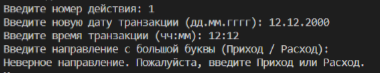 Введите номер действия: 1
Введите новую дату транзакции (дд.мм.гггг): 12.12.2000
Введите время транзакции (чч:мм): 12:12
Введите направление с большой буквы (Приход / Расход):
Неверное направление. Пожалуйста, введите Приход или Расход.